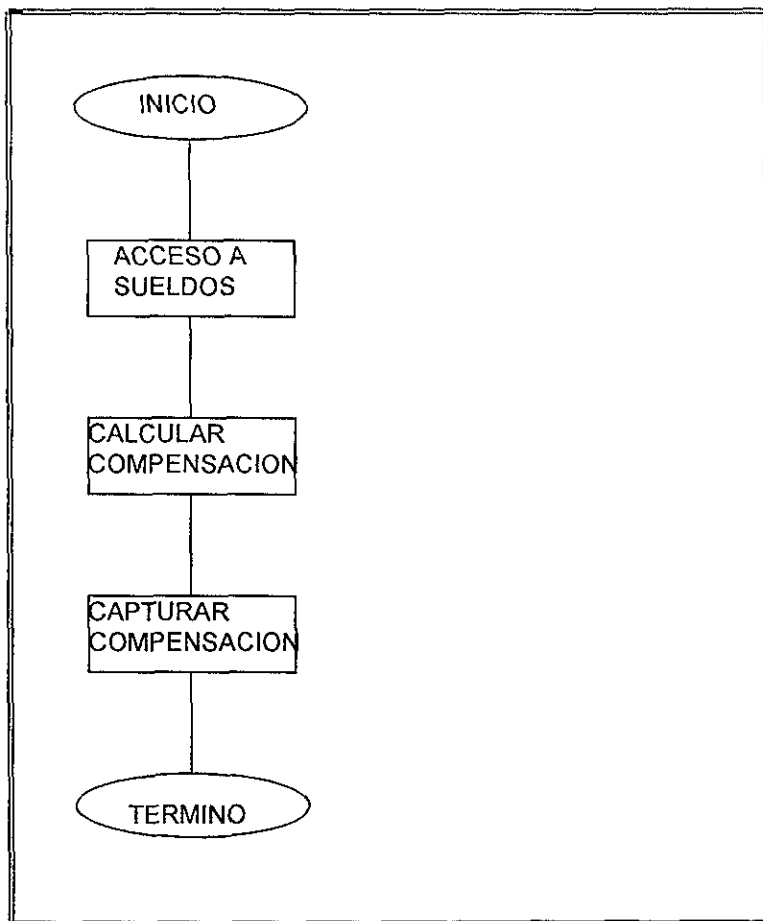 INICIO
ACCESO A
SUELDOS
CALCULAR
COMPENSACION
CAPTURAR
COMPENSACION
TERMINO